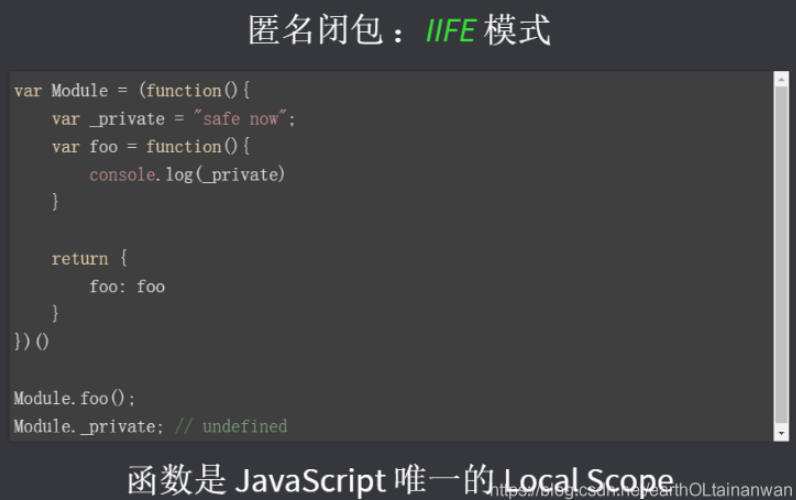 匿名闭包：IIFE 模式
var Module = (function(){
    var _private = "safe now";
    var foo = function(){
        console.log(_private)
    }

    return {
        foo: foo
    }
})()

Module.foo();
Module._private; // undefined
函数是 JavaScript 唯一的 Local Scope
https://blog.csdn.net/earthOLtainanwan